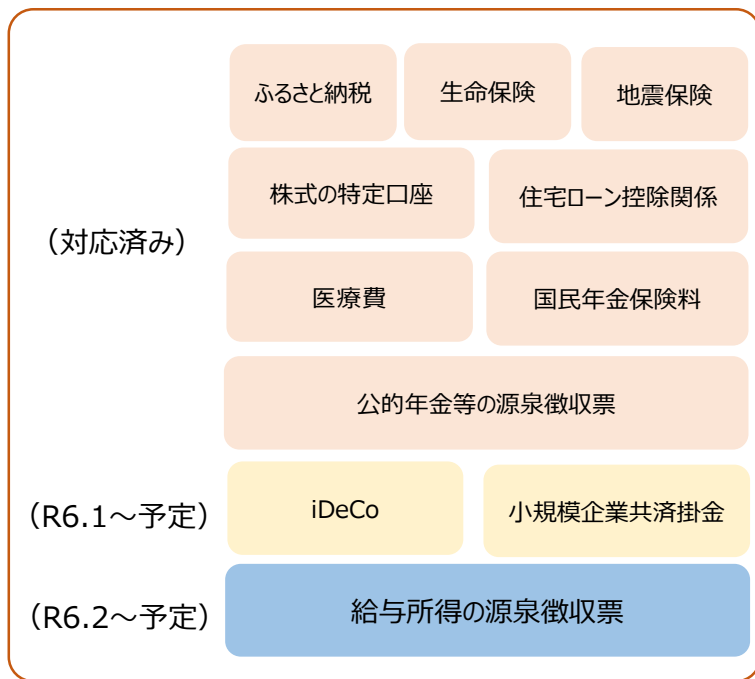 ふるさと納税
生命保険
地震保険
株式の特定口座
住宅ローン控除関係
（対応済み）
医療費
国民年金保険料
公的年金等の源泉徴収票
（R6.1～予定）
iDeCo
小規模企業共済掛金
（R6.2～予定）
給与所得の源泉徴収票